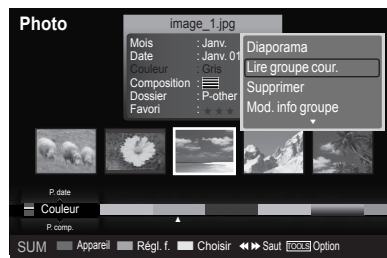 Photo
image_1.jpg
Mois : Janv.
Date : Janv. 01
Couleur : Gris
Composition :
Dossier : P-other
Favori : ★ ★ ★
Diaporama
Lire groupe cour.
Supprimer
Mod. info groupe
P. date
Couleur
P. comp.
SUM Appareil Régl. f. Choisir ◄◄ ►► Saut TOOLS Option